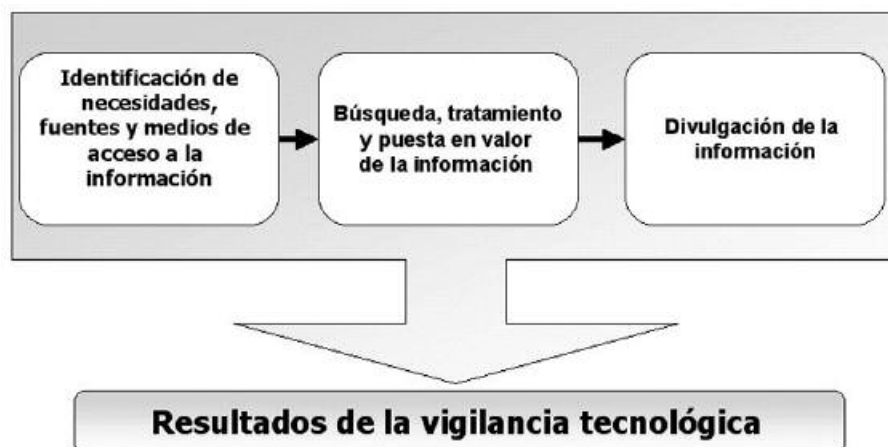 Identificación de
necesidades,
fuentes y medios de
acceso a la
información
Búsqueda, tratamiento
y puesta en valor
de la información
Divulgación de la
información
Resultados de la vigilancia tecnológica